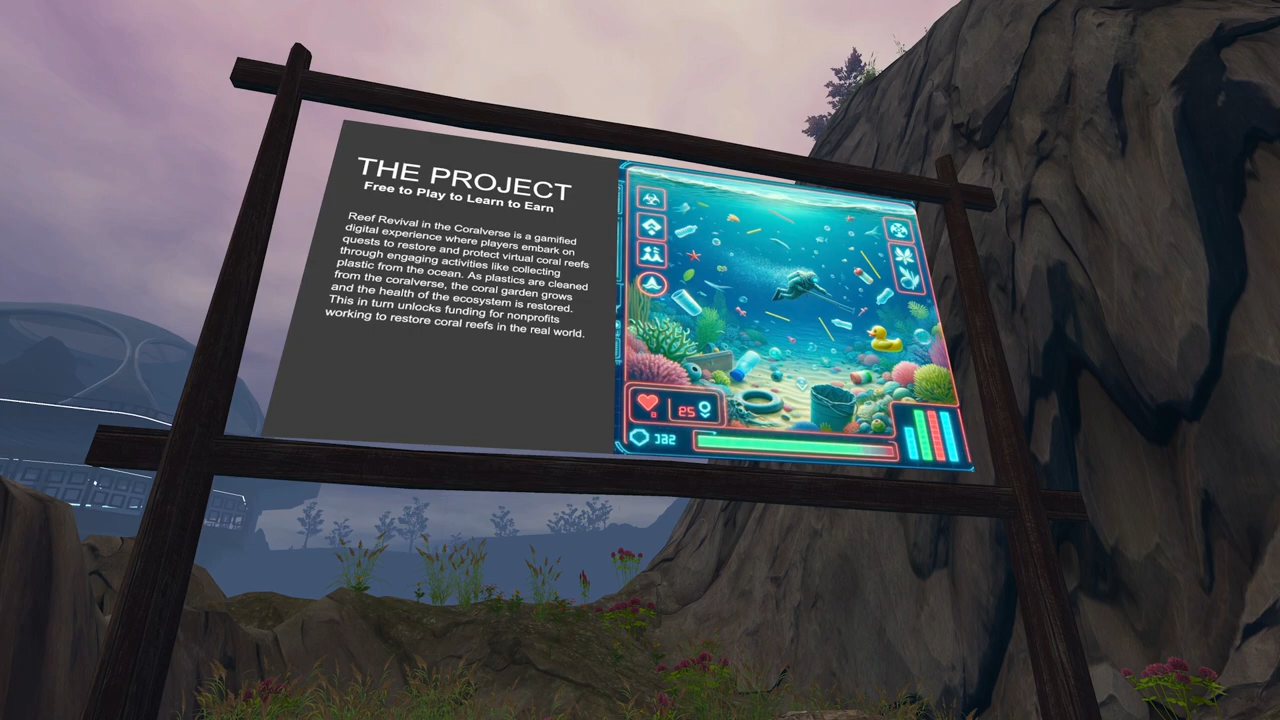 THE PROJECT
Free to Play to Learn to Earn
Reef Revival in the Coralverse is a gamified
digital experience where players embark on
quests to restore and protect virtual coral reefs
through engaging activities like collecting
plastic from the ocean. As plastics are cleaned
from the coralverse, the coral garden grows
and the health of the ecosystem is restored.
This in turn unlocks funding for nonprofits
working to restore coral reefs in the real world.